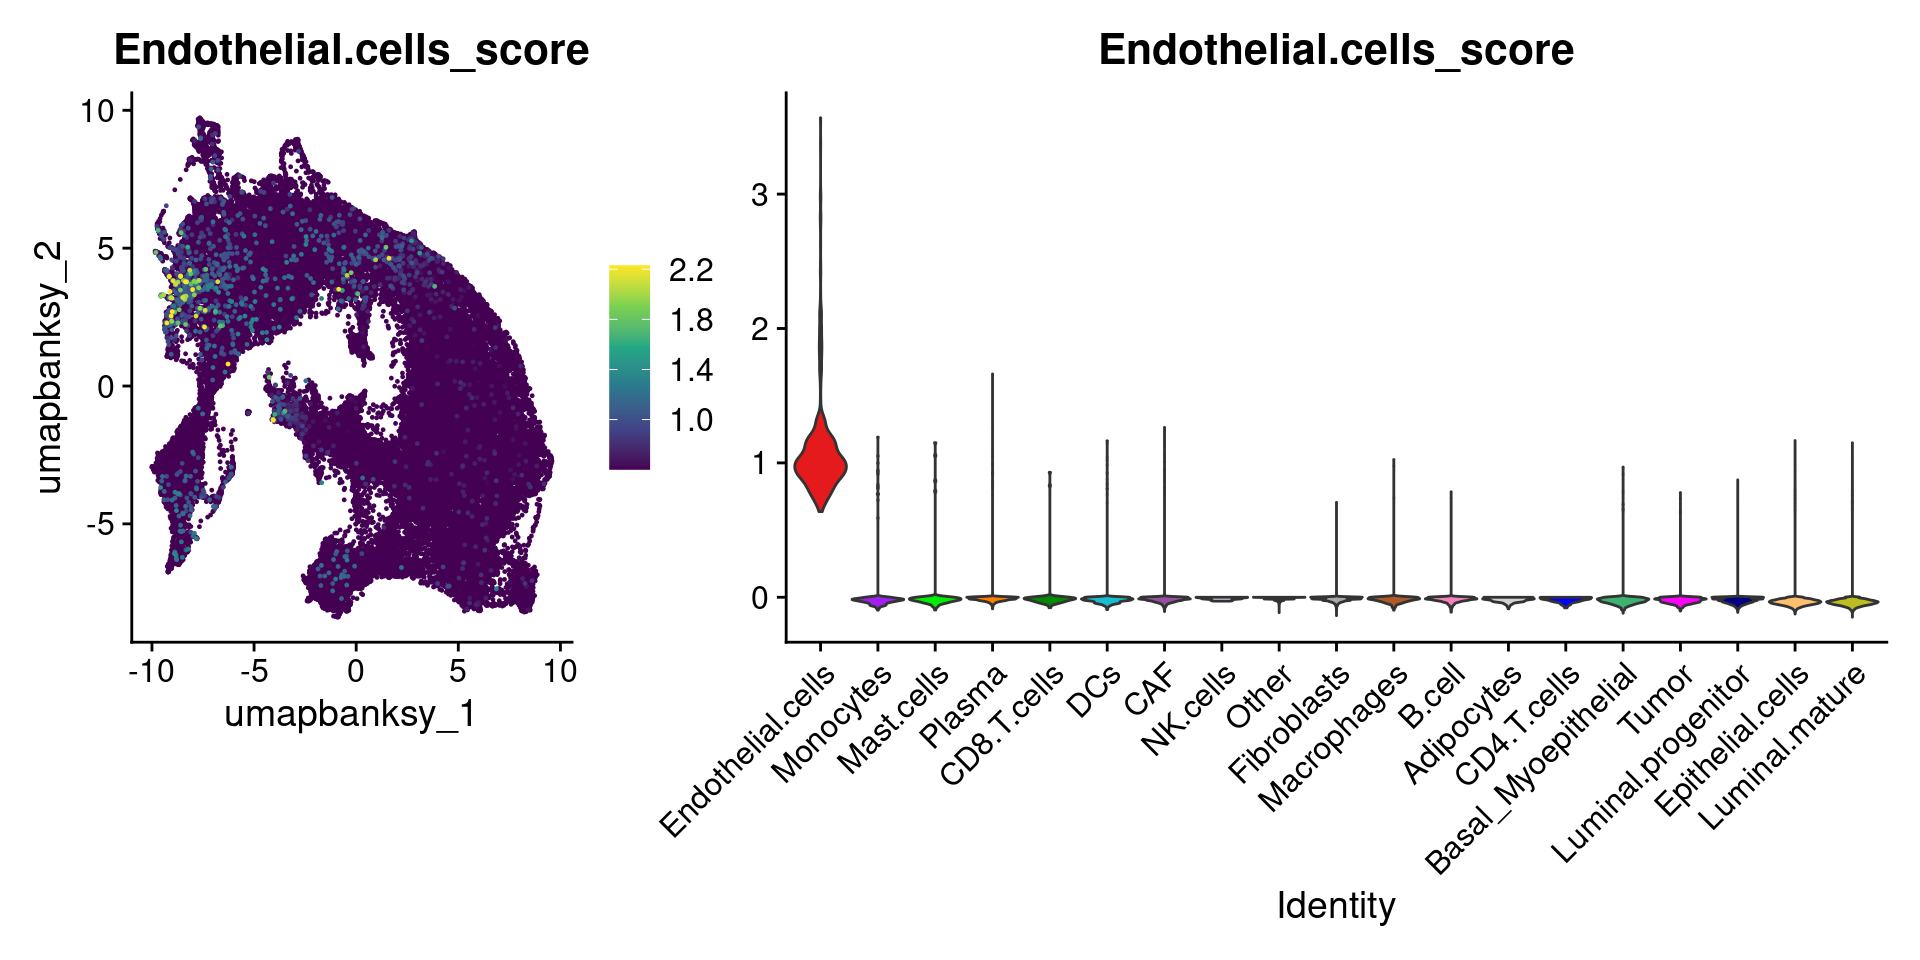 Endothelial.cells_score
10
5
0
-5
umapbanksy_2
-10 -5 0 5 10
umapbanksy_1
2.2
1.8
1.4
1.0
Endothelial.cells_score
3
2
1
0
Endothelial.cells
Monocytes
Mast.cells
Plasma
CD8.T.cells
DCs
CAF
NK.cells
Other
Fibroblasts
Macrophages
B.cell
Adipocytes
CD4.T.cells
Basal_Myoepithelial
Tumor
Luminal.progenitor
Epithelial.cells
Luminal.mature
Identity